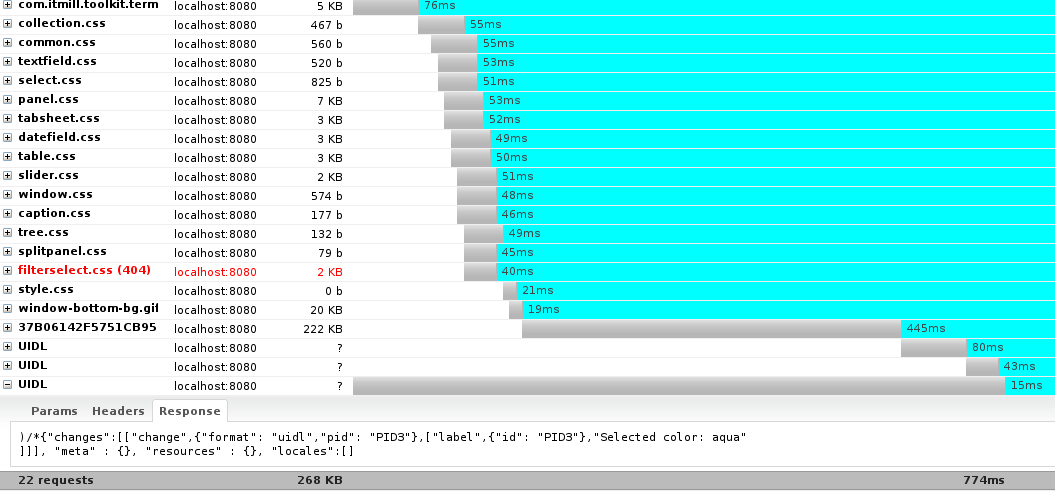 com.itmill.toolkit.term localhost:8080 5 KB 76ms
collection.css localhost:8080 467 b 55ms
common.css localhost:8080 560 b 55ms
textfield.css localhost:8080 520 b 53ms
select.css localhost:8080 825 b 51ms
panel.css localhost:8080 7 KB 53ms
tabsheet.css localhost:8080 3 KB 52ms
datefield.css localhost:8080 3 KB 49ms
table.css localhost:8080 3 KB 50ms
slider.css localhost:8080 2 KB 51ms
window.css localhost:8080 574 b 48ms
caption.css localhost:8080 177 b 46ms
tree.css localhost:8080 132 b 49ms
splitpanel.css localhost:8080 79 b 45ms
filterselect.css (404) localhost:8080 2 KB 40ms
style.css localhost:8080 0 b 21ms
window-bottom-bg.gif localhost:8080 20 KB 19ms
37B06142F5751CB95 localhost:8080 222 KB 445ms
UIDL localhost:8080 ? 80ms
UIDL localhost:8080 ? 43ms
UIDL localhost:8080 ? 15ms
Params Headers Response
)/*{"changes":[["change",{"format": "uidl","pid": "PID3"},["label",{"id": "PID3"},"Selected color: aqua"
]]], "meta" : {}, "resources" : {}, "locales":[]
22 requests 268 KB 774ms